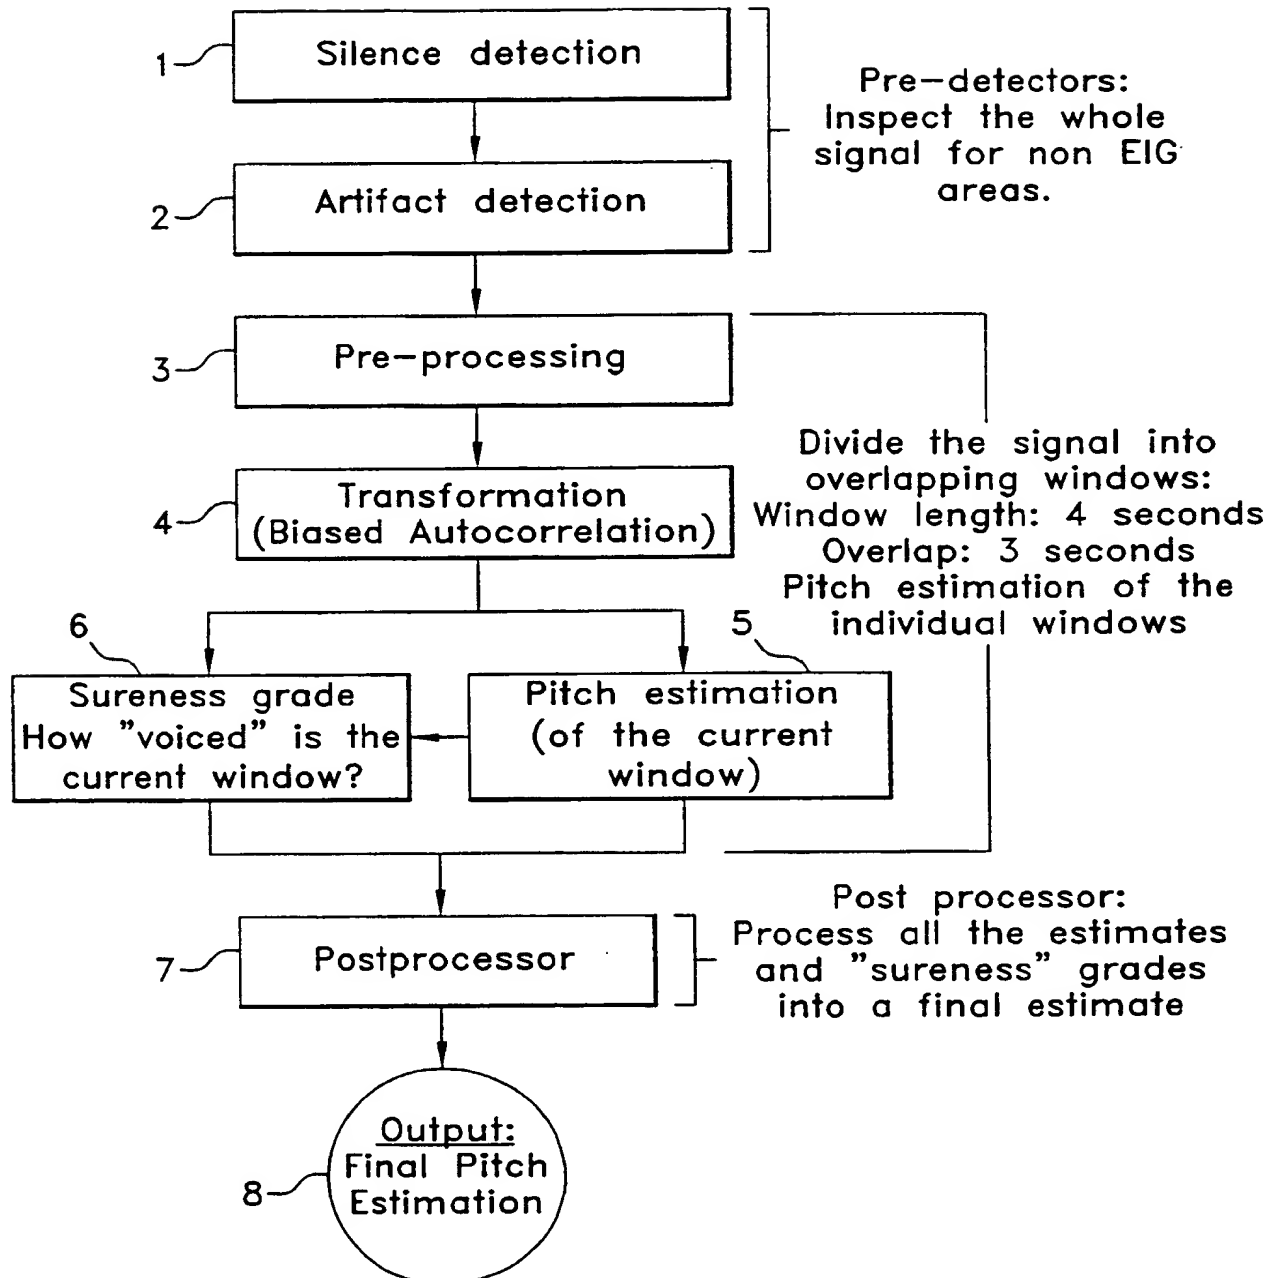 1
Silence detection
Pre-detectors:
Inspect the whole
signal for non EIG
areas.
2
Artifact detection
3
Pre-processing
Divide the signal into
overlapping windows:
Window length: 4 seconds
Overlap: 3 seconds
Pitch estimation of the
individual windows
4
Transformation
(Biased Autocorrelation)
6
Sureness grade
How "voiced" is the
current window?
5
Pitch estimation
(of the current
window)
7
Postprocessor
Post processor:
Process all the estimates
and "sureness" grades
into a final estimate
8
Output:
Final Pitch
Estimation